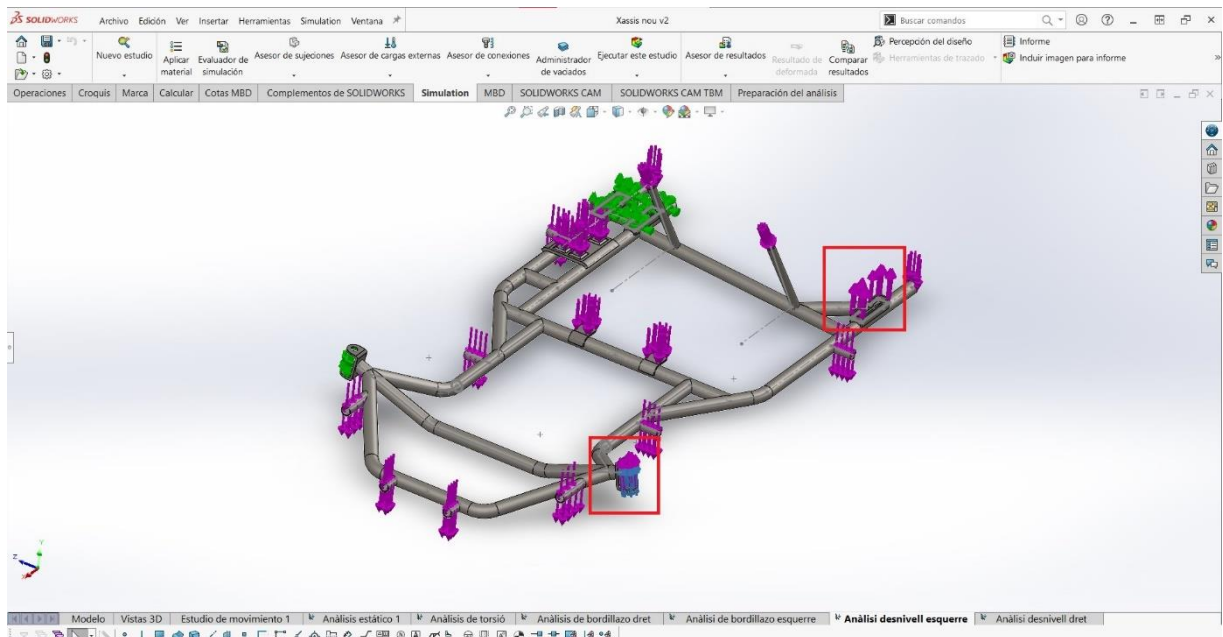 SOLIDWORKS Archivo Edición Ver Insertar Herramientas Simulation Ventana Xassis nou v2 Buscar comandos
Nuevo estudio Aplicar material Evaluador de simulación Asesor de sujeciones Asesor de cargas externas Asesor de conexiones Administrador de vaciados Ejecutar este estudio Asesor de resultados Resultado de deformada Comparar resultados Percepción del diseño Informe
Herramientas de trazado Incluir imagen para informe
Operaciones Croquis Marca Calcular Cotas MBD Complementos de SOLIDWORKS Simulation MBD SOLIDWORKS CAM SOLIDWORKS CAM TBM Preparación del análisis
Y
Z
X
Modelo Vistas 3D Estudio de movimiento 1 Análisis estático 1 Anàlisis de torsió Anàlisis de bordillazo dret Anàlisi de bordillazo esquerre Anàlisi desnivell esquerre Anàlisi desnivell dret